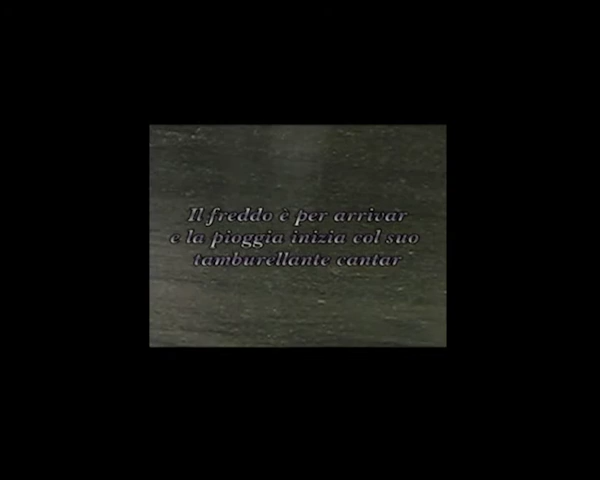 Il freddo è per arrivar
e la pioggia inizia col suo
tamburellante cantar